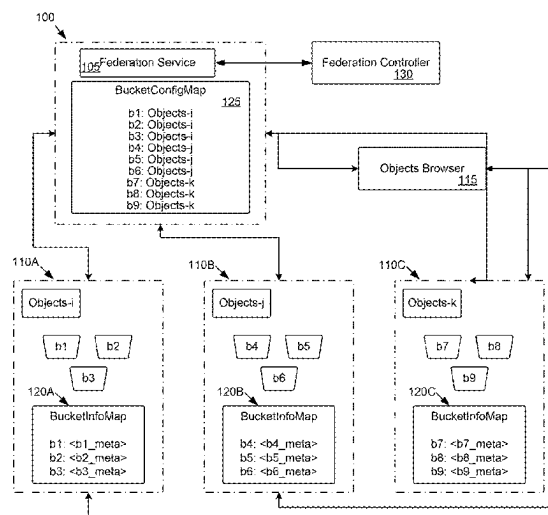 100
Federation Service
105
Federation Controller
130
BucketConfigMap
125
b1: Objects-i
b2: Objects-i
b3: Objects-i
b4: Objects-j
b5: Objects-j
b6: Objects-j
b7: Objects-k
b8: Objects-k
b9: Objects-k
Objects Browser
115
110A
Objects-i
b1 b2
b3
120A
BucketInfoMap
b1: <b1_meta>
b2: <b2_meta>
b3: <b3_meta>
110B
Objects-j
b4 b5
b6
120B
BucketInfoMap
b4: <b4_meta>
b5: <b5_meta>
b6: <b6_meta>
110C
Objects-k
b7 b8
b9
120C
BucketInfoMap
b7: <b7_meta>
b8: <b8_meta>
b9: <b9_meta>